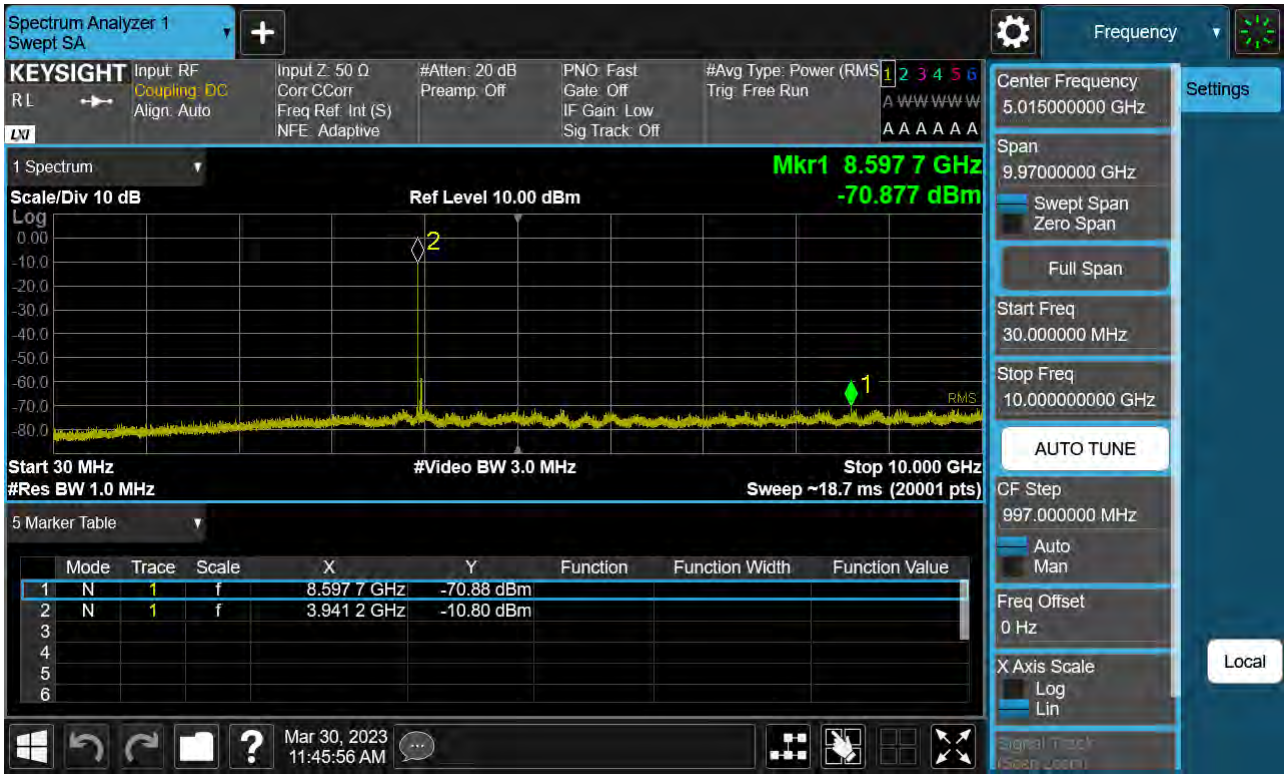 Spectrum Analyzer 1
Swept SA
+
Frequency
KEYSIGHT
RL
LXI
Input: RF
Coupling: DC
Align: Auto
Input Z: 50 Ω
Corr CCorr
Freq Ref: Int (S)
NFE: Adaptive
#Atten: 20 dB
Preamp: Off
PNO: Fast
Gate: Off
IF Gain: Low
Sig Track: Off
#Avg Type: Power (RMS
Trig: Free Run
1 2 3 4 5 6
A W W W W W
A A A A A A
1 Spectrum
Scale/Div 10 dB
Ref Level 10.00 dBm
Mkr1 8.597 7 GHz
-70.877 dBm
Log
0.00
-10.0
-20.0
-30.0
-40.0
-50.0
-60.0
-70.0
-80.0
2
1
RMS
Start 30 MHz
#Video BW 3.0 MHz
Stop 10.000 GHz
#Res BW 1.0 MHz
Sweep ~18.7 ms (20001 pts)
5 Marker Table
Mode Trace Scale X Y Function Function Width Function Value
1 N 1 f 8.597 7 GHz -70.88 dBm
2 N 1 f 3.941 2 GHz -10.80 dBm
3
4
5
6
Mar 30, 2023
11:45:56 AM
Center Frequency
5.015000000 GHz
Span
9.97000000 GHz
Swept Span
Zero Span
Full Span
Start Freq
30.000000 MHz
Stop Freq
10.000000000 GHz
AUTO TUNE
CF Step
997.000000 MHz
Auto
Man
Freq Offset
0 Hz
X Axis Scale
Log
Lin
Signal Track
(Span Zoom)
Settings
Local